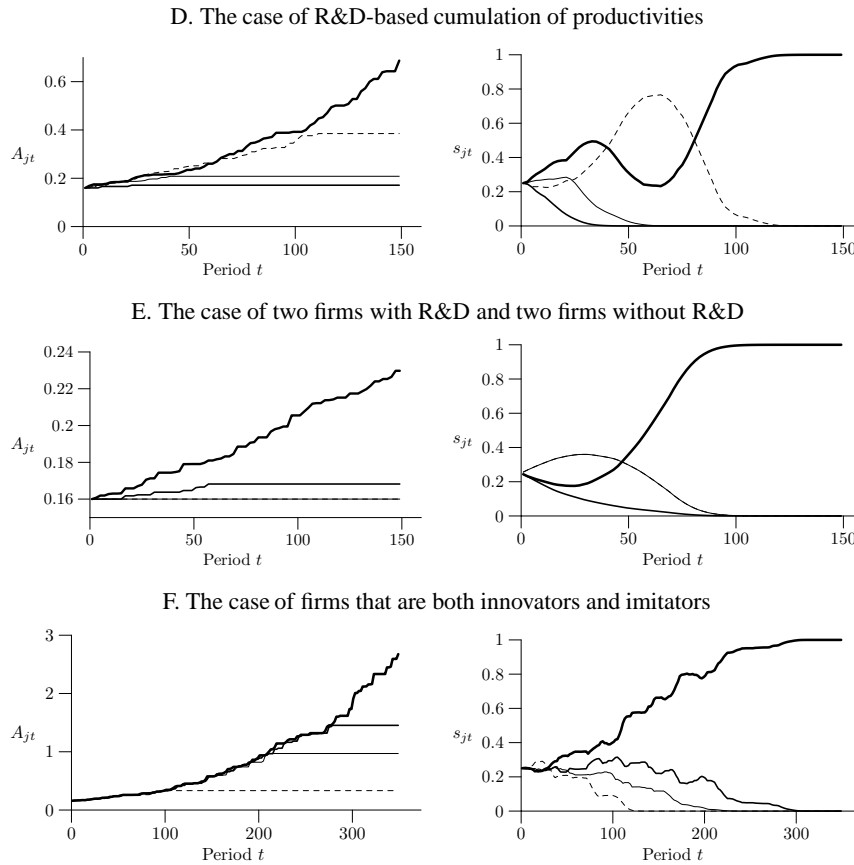 D. The case of R&D-based cumulation of productivities
0.6
0.4
A_jt
0.2
0
0 50 100 150
Period t
1
0.8
0.6
s_jt
0.4
0.2
0
0 50 100 150
Period t
E. The case of two firms with R&D and two firms without R&D
0.24
0.22
0.2
A_jt
0.18
0.16
0 50 100 150
Period t
1
0.8
0.6
s_jt
0.4
0.2
0
0 50 100 150
Period t
F. The case of firms that are both innovators and imitators
3
2
A_jt
1
0
0 100 200 300
Period t
1
0.8
0.6
s_jt
0.4
0.2
0
0 100 200 300
Period t